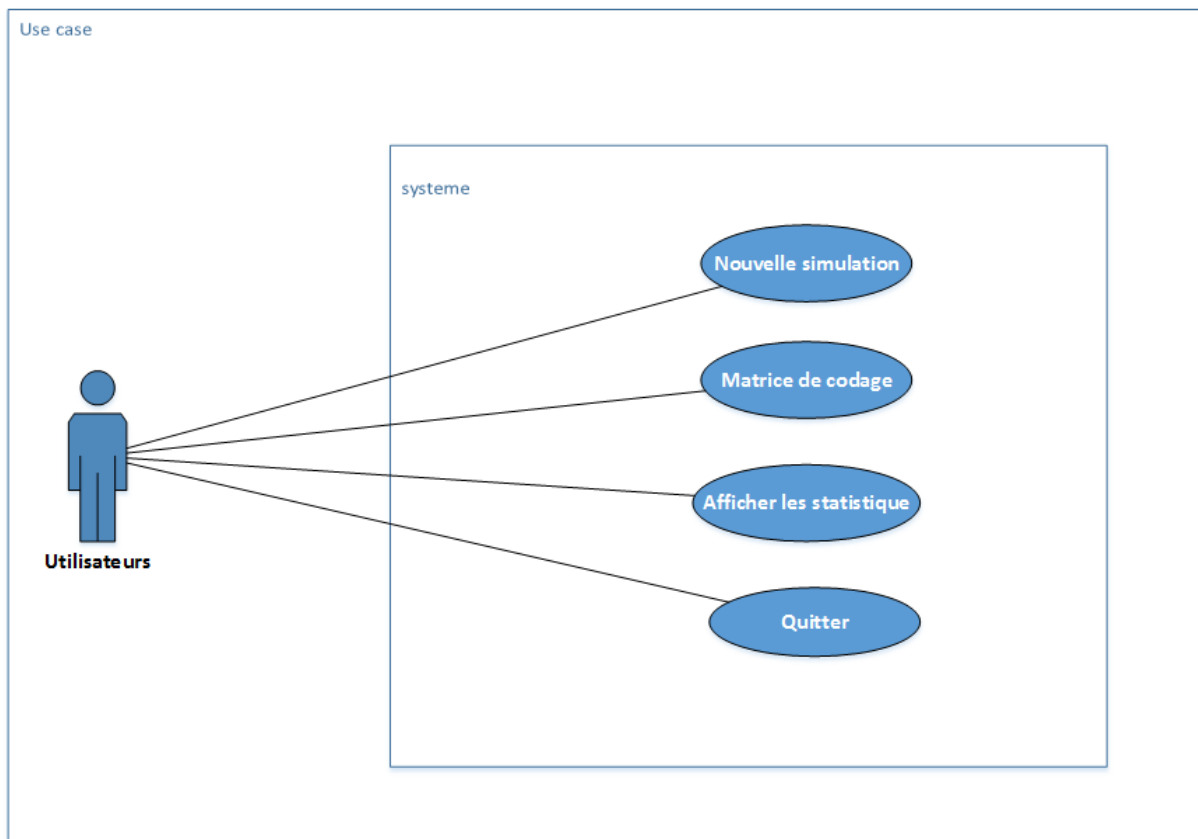 Use case
systeme
Nouvelle simulation
Matrice de codage
Afficher les statistique
Quitter
Utilisateurs